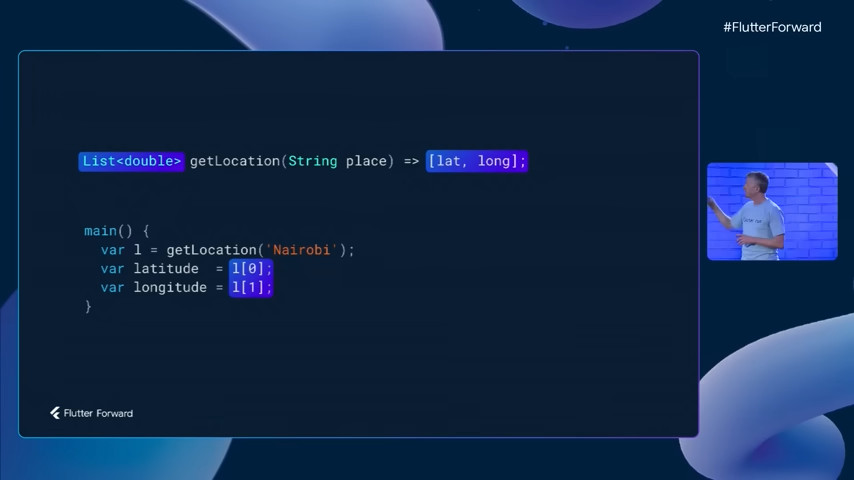 #FlutterForward
List<double> getLocation(String place) => [lat, long];
main() {
  var l = getLocation('Nairobi');
  var latitude  = l[0];
  var longitude = l[1];
}
Flutter Forward